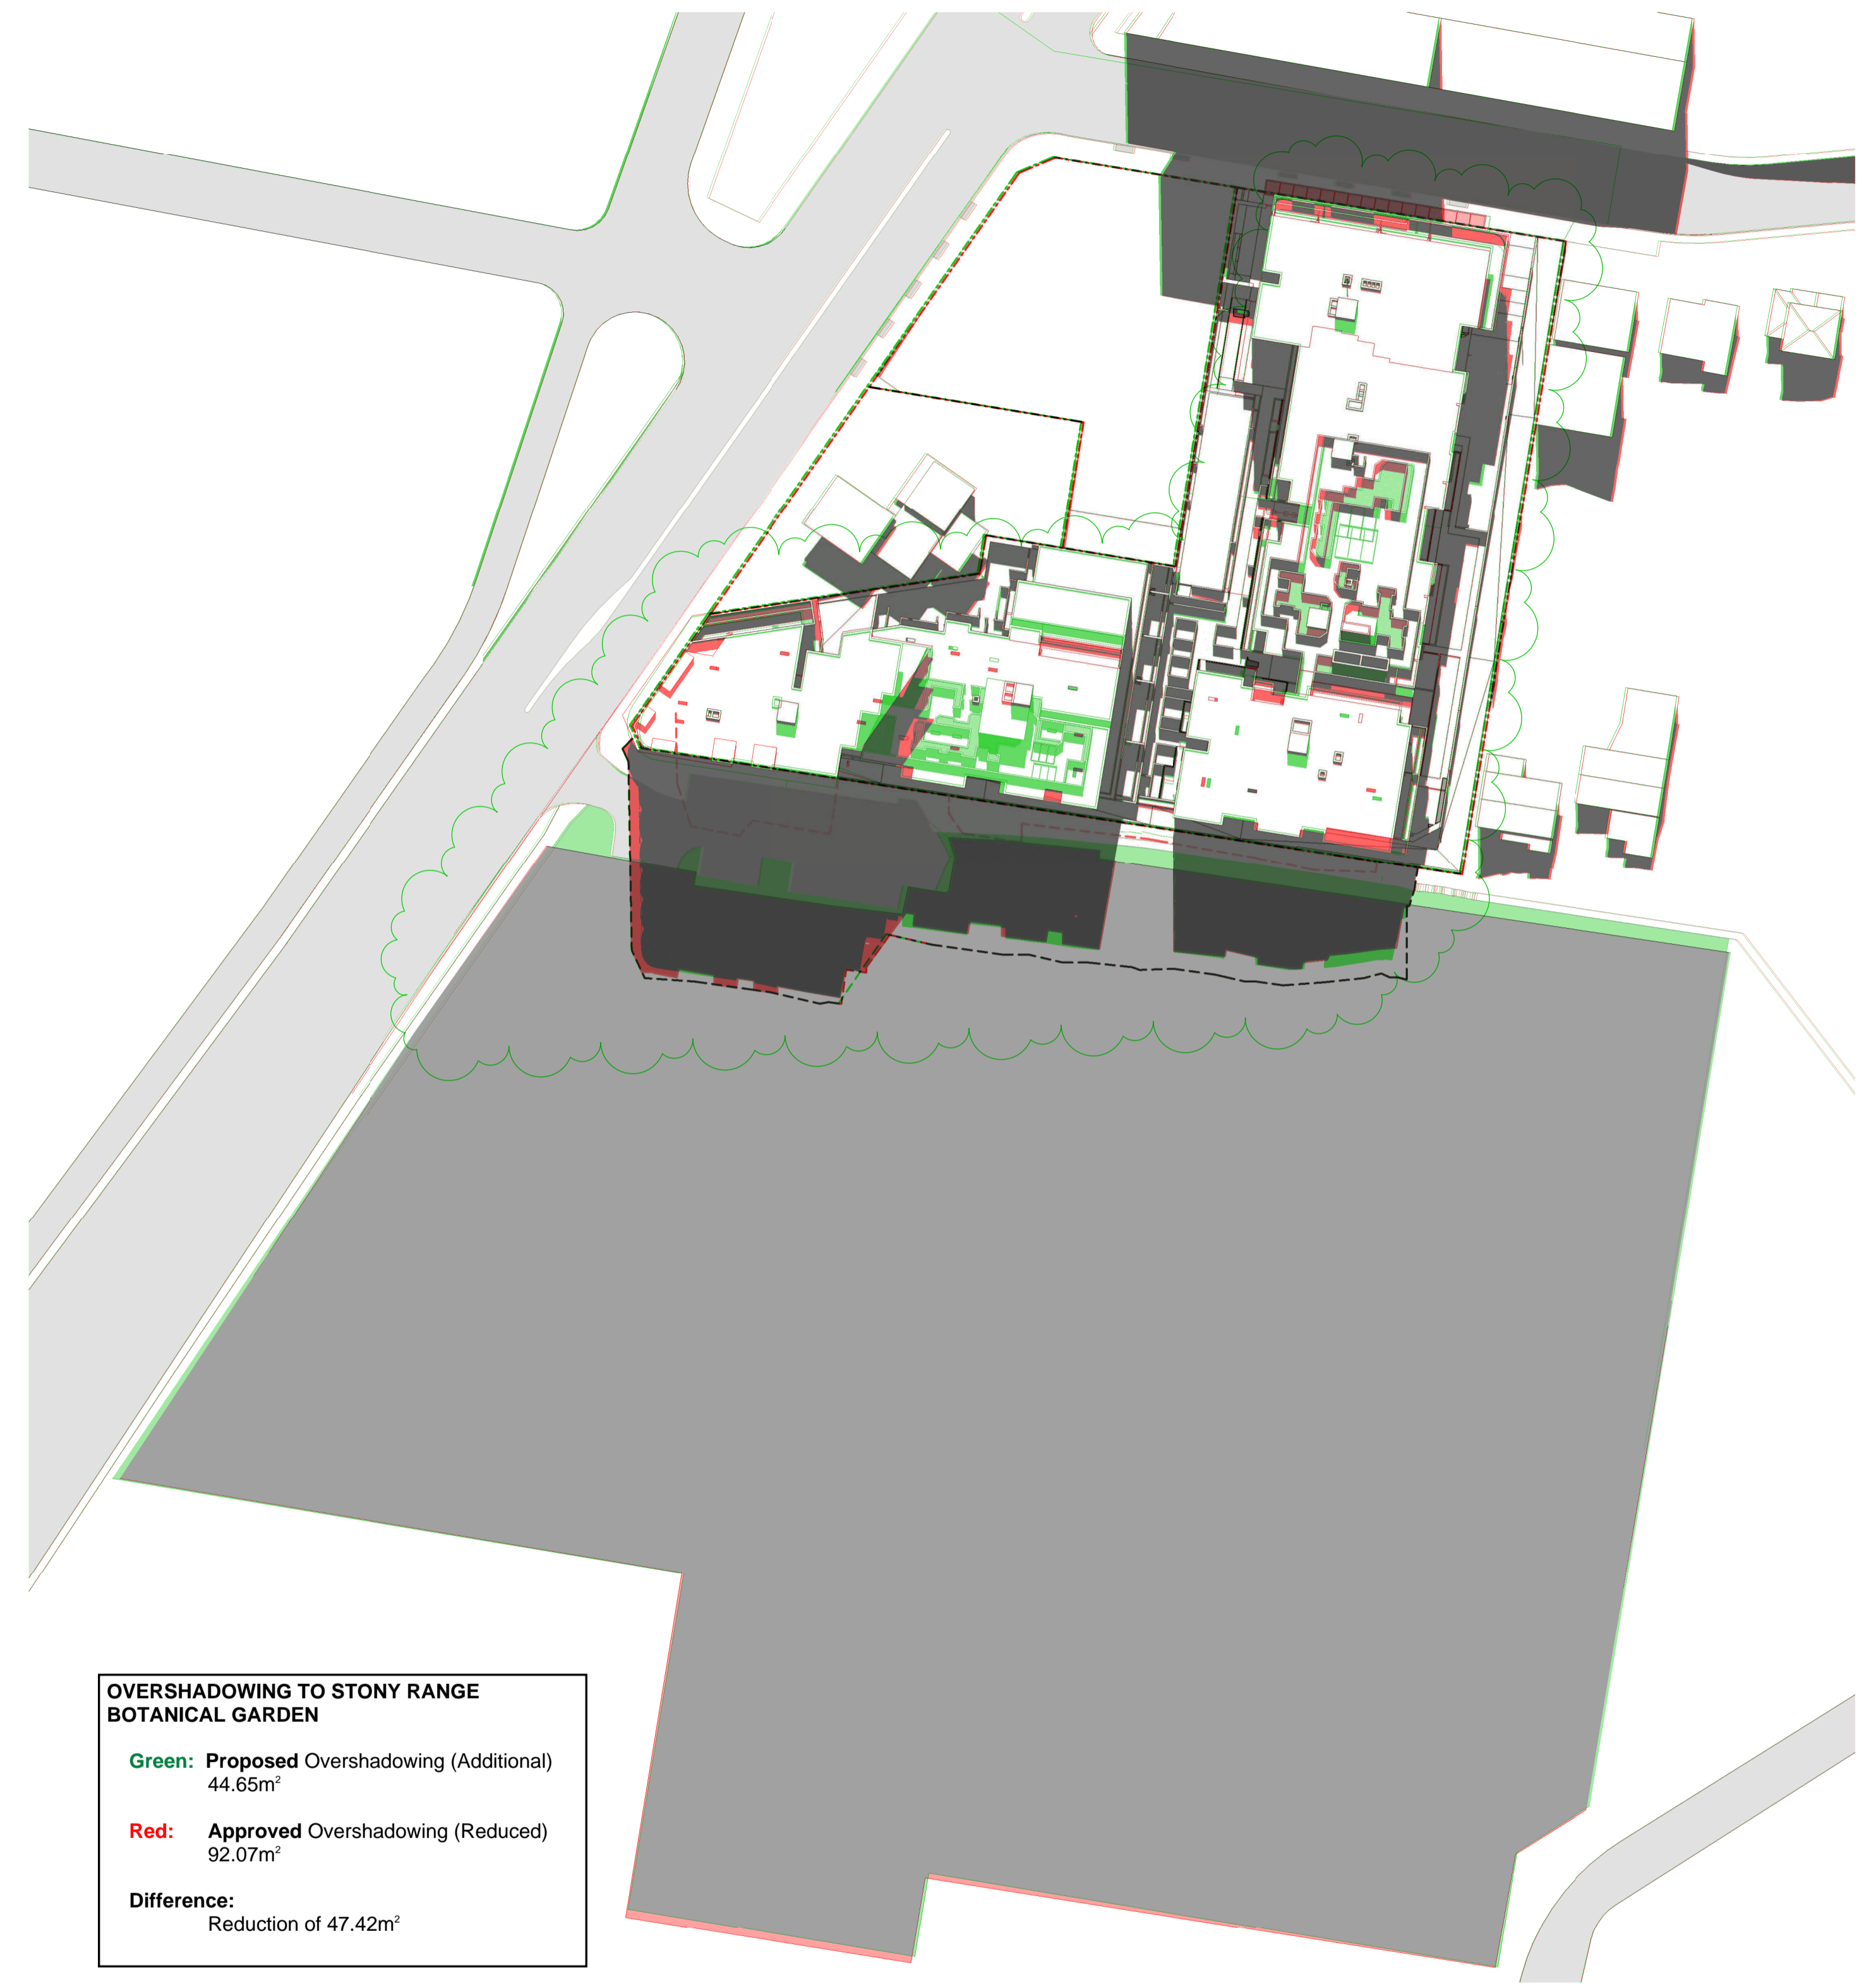 OVERSHADOWING TO STONY RANGE
BOTANICAL GARDEN
Green: Proposed Overshadowing (Additional)
44.65m²
Red: Approved Overshadowing (Reduced)
92.07m²
Difference:
Reduction of 47.42m²